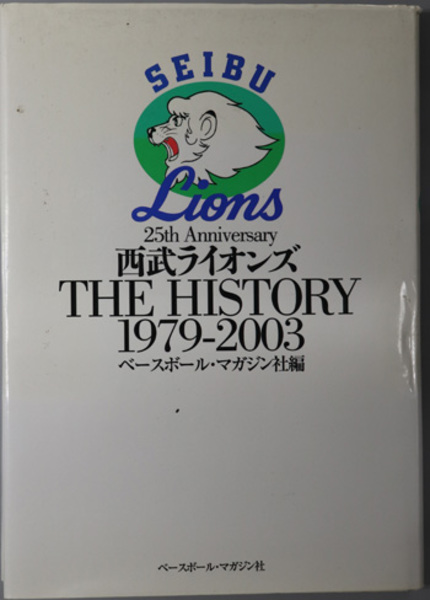 SEIBU
Lions
25th Anniversary
西武ライオンズ
THE HISTORY
1979-2003
ベースボール・マガジン社編
ベースボール・マガジン社